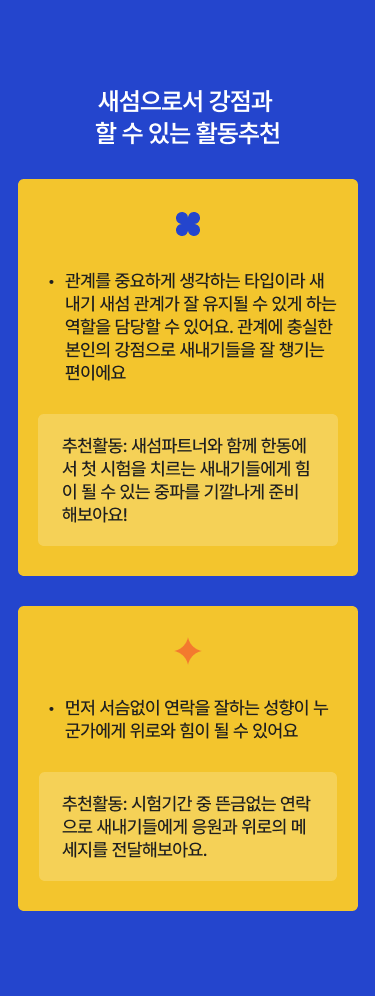 새섬으로서 강점과
할 수 있는 활동추천
• 관계를 중요하게 생각하는 타입이라 새
내기 새섬 관계가 잘 유지될 수 있게 하는
역할을 담당할 수 있어요. 관계에 충실한
본인의 강점으로 새내기들을 잘 챙기는
편이에요
추천활동: 새섬파트너와 함께 한동에
서 첫 시험을 치르는 새내기들에게 힘
이 될 수 있는 중파를 기깔나게 준비
해보아요!
• 먼저 서슴없이 연락을 잘하는 성향이 누
군가에게 위로와 힘이 될 수 있어요
추천활동: 시험기간 중 뜬금없는 연락
으로 새내기들에게 응원과 위로의 메
세지를 전달해보아요.